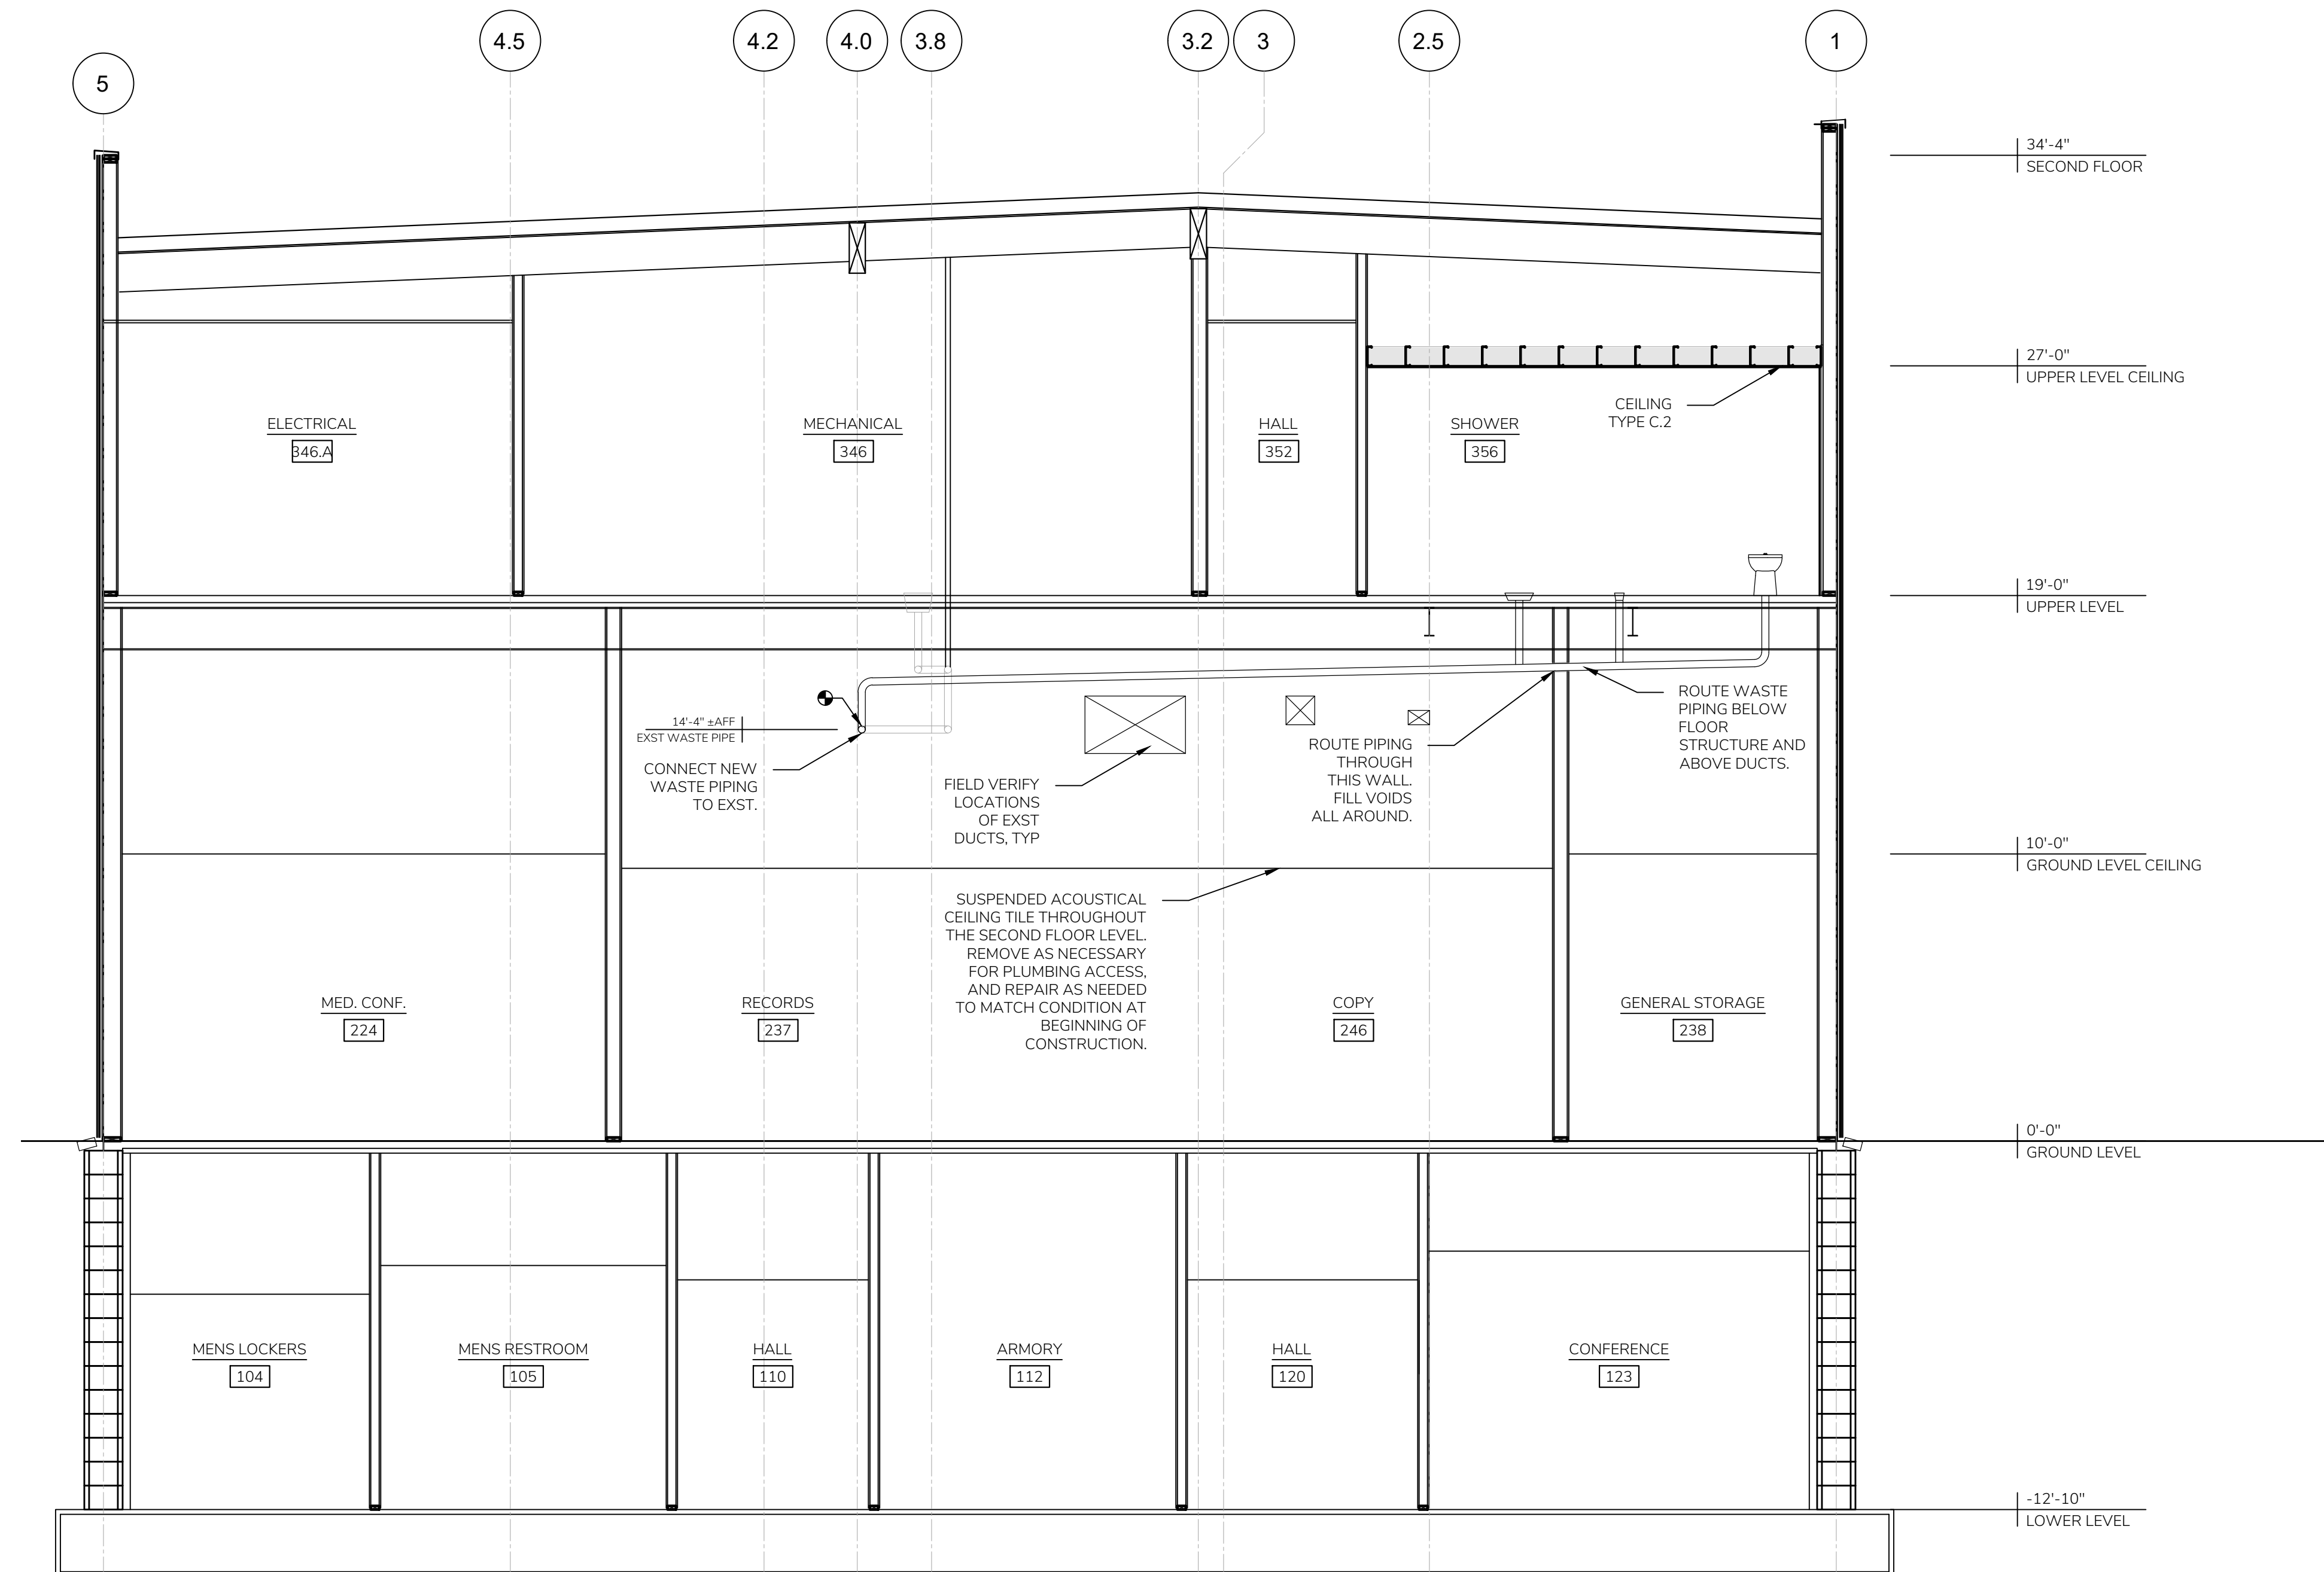 5
4.5
4.2
4.0
3.8
3.2
3
2.5
1
34'-4"
SECOND FLOOR
27'-0"
UPPER LEVEL CEILING
CEILING
TYPE C.2
ELECTRICAL
346.A
MECHANICAL
346
HALL
352
SHOWER
356
19'-0"
UPPER LEVEL
14'-4" ±AFF
EXST WASTE PIPE
CONNECT NEW
WASTE PIPING
TO EXST.
FIELD VERIFY
LOCATIONS
OF EXST
DUCTS, TYP
ROUTE PIPING
THROUGH
THIS WALL.
FILL VOIDS
ALL AROUND.
ROUTE WASTE
PIPING BELOW
FLOOR
STRUCTURE AND
ABOVE DUCTS.
10'-0"
GROUND LEVEL CEILING
SUSPENDED ACOUSTICAL
CEILING TILE THROUGHOUT
THE SECOND FLOOR LEVEL.
REMOVE AS NECESSARY
FOR PLUMBING ACCESS,
AND REPAIR AS NEEDED
TO MATCH CONDITION AT
BEGINNING OF
CONSTRUCTION.
MED. CONF.
224
RECORDS
237
COPY
246
GENERAL STORAGE
238
0'-0"
GROUND LEVEL
MENS LOCKERS
104
MENS RESTROOM
105
HALL
110
ARMORY
112
HALL
120
CONFERENCE
123
-12'-10"
LOWER LEVEL